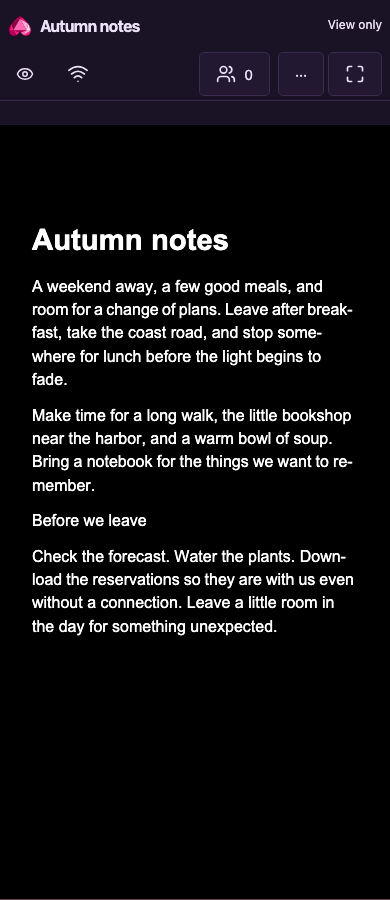 Autumn notes
View only
0
...
Autumn notes
A weekend away, a few good meals, and
room for a change of plans. Leave after break-
fast, take the coast road, and stop some-
where for lunch before the light begins to
fade.
Make time for a long walk, the little bookshop
near the harbor, and a warm bowl of soup.
Bring a notebook for the things we want to re-
member.
Before we leave
Check the forecast. Water the plants. Down-
load the reservations so they are with us even
without a connection. Leave a little room in
the day for something unexpected.